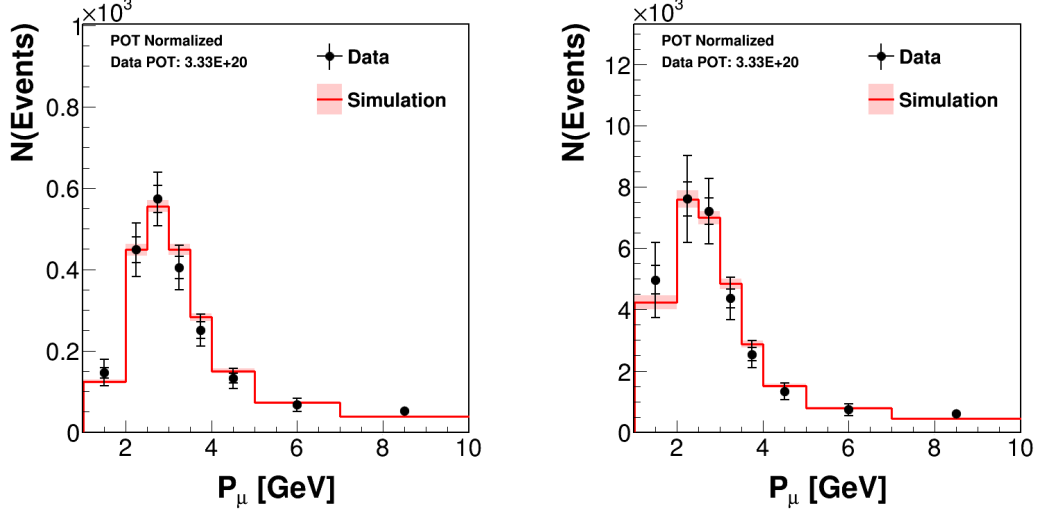 1×10³
N(Events)
POT Normalized
Data POT: 3.33E+20
Data
Simulation
0.8
0.6
0.4
0.2
0
2
4
6
8
10
Pμ [GeV]
×10³
N(Events)
POT Normalized
Data POT: 3.33E+20
Data
Simulation
12
10
8
6
4
2
0
2
4
6
8
10
Pμ [GeV]